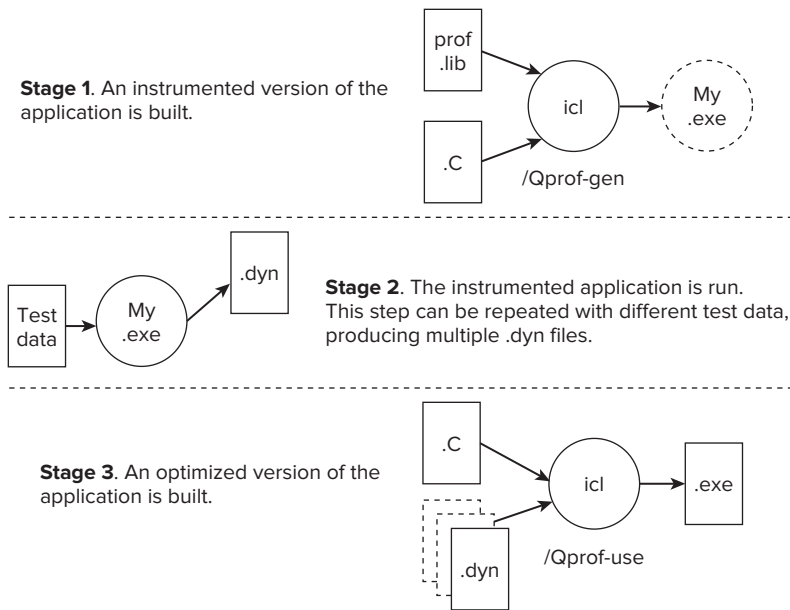 prof
.lib
Stage 1. An instrumented version of the
application is built.
icl
My
.exe
.C
/Qprof-gen
.dyn
Stage 2. The instrumented application is run.
This step can be repeated with different test data,
producing multiple .dyn files.
Test
data
My
.exe
.C
Stage 3. An optimized version of the
application is built.
icl
.exe
.dyn
/Qprof-use